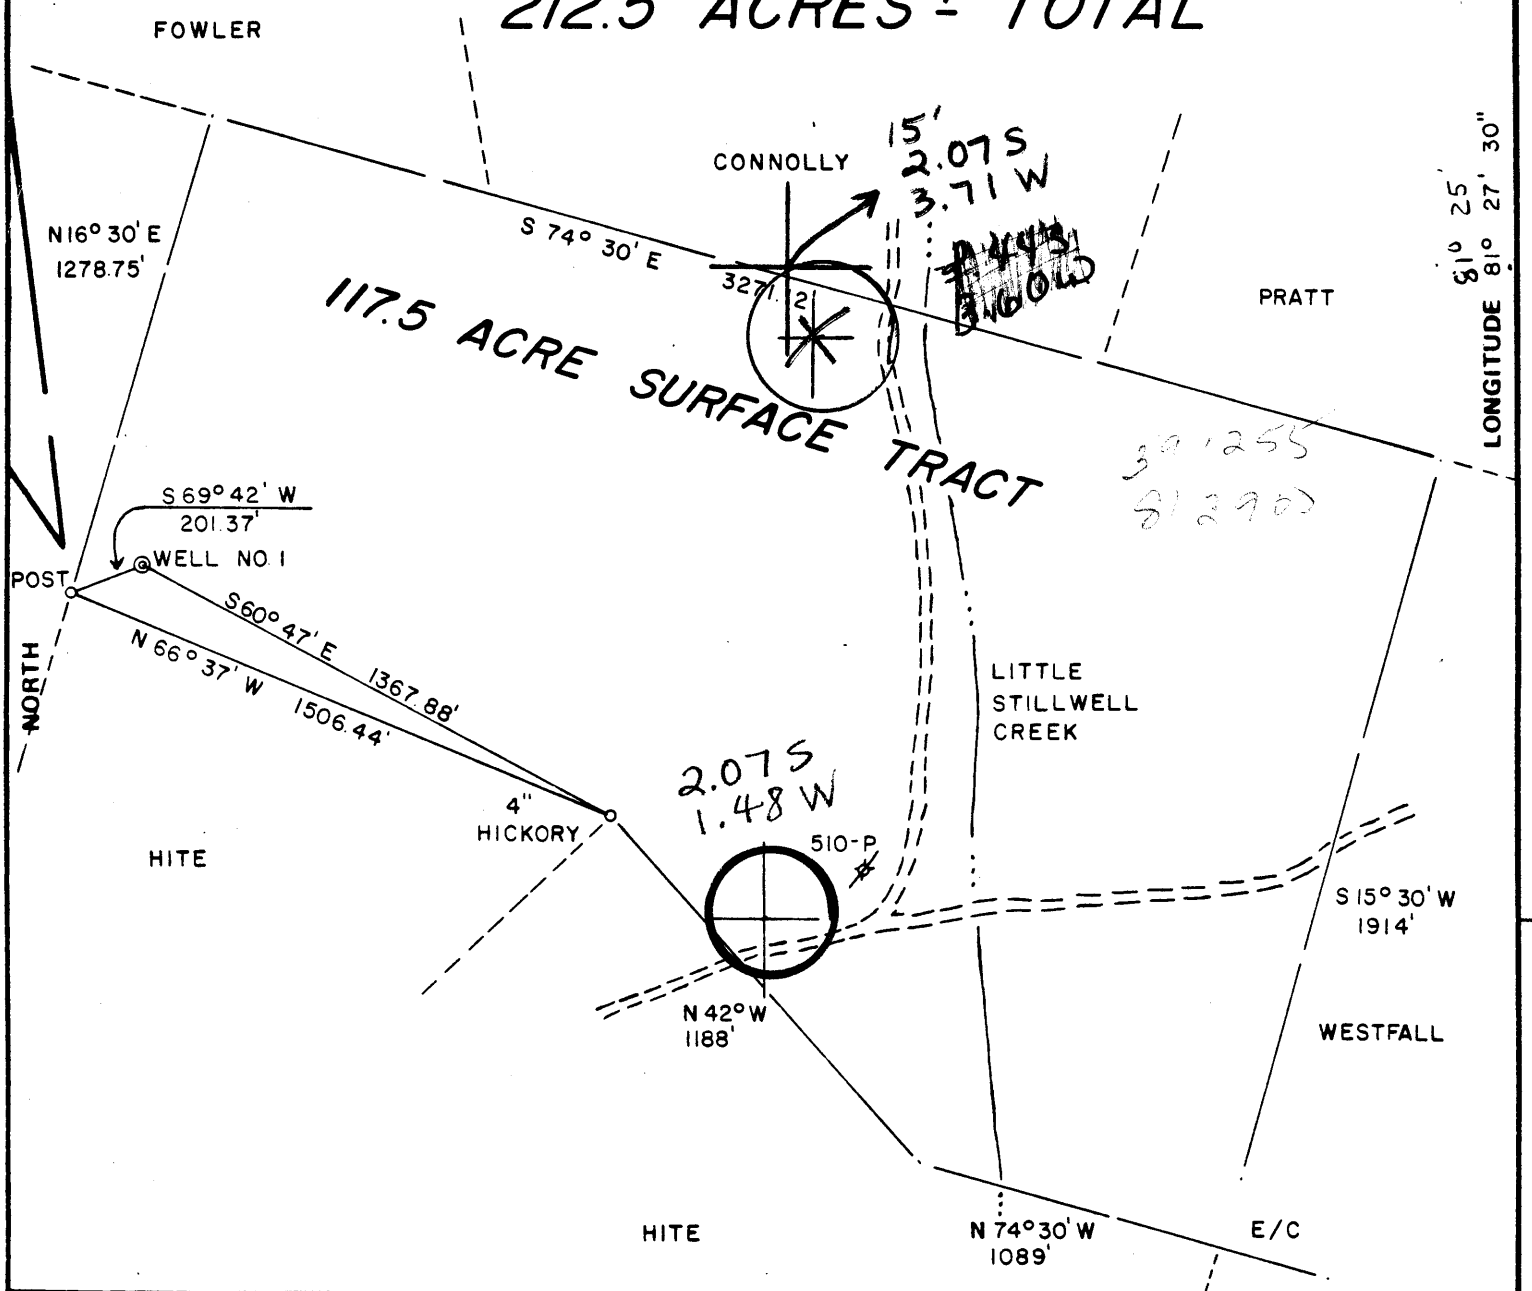 212.5 ACRES ± TOTAL
FOWLER
15'
2.07 S
3.71 W
CONNOLLY
81° 25'
LONGITUDE 81° 27' 30"
N16° 30' E
1278.75'
S 74° 30' E
3271.2
PRATT
117.5 ACRE SURFACE TRACT
S 69° 42' W
201.37'
WELL NO. 1
POST
S 60° 47' E 1367.88'
N 66° 37' W 1506.44'
NORTH
LITTLE
STILLWELL
CREEK
2.07 S
1.48 W
4"
HICKORY
510-P
HITE
S 15° 30' W
1914'
N 42° W
1188'
WESTFALL
HITE
N 74° 30' W
1089'
E/C